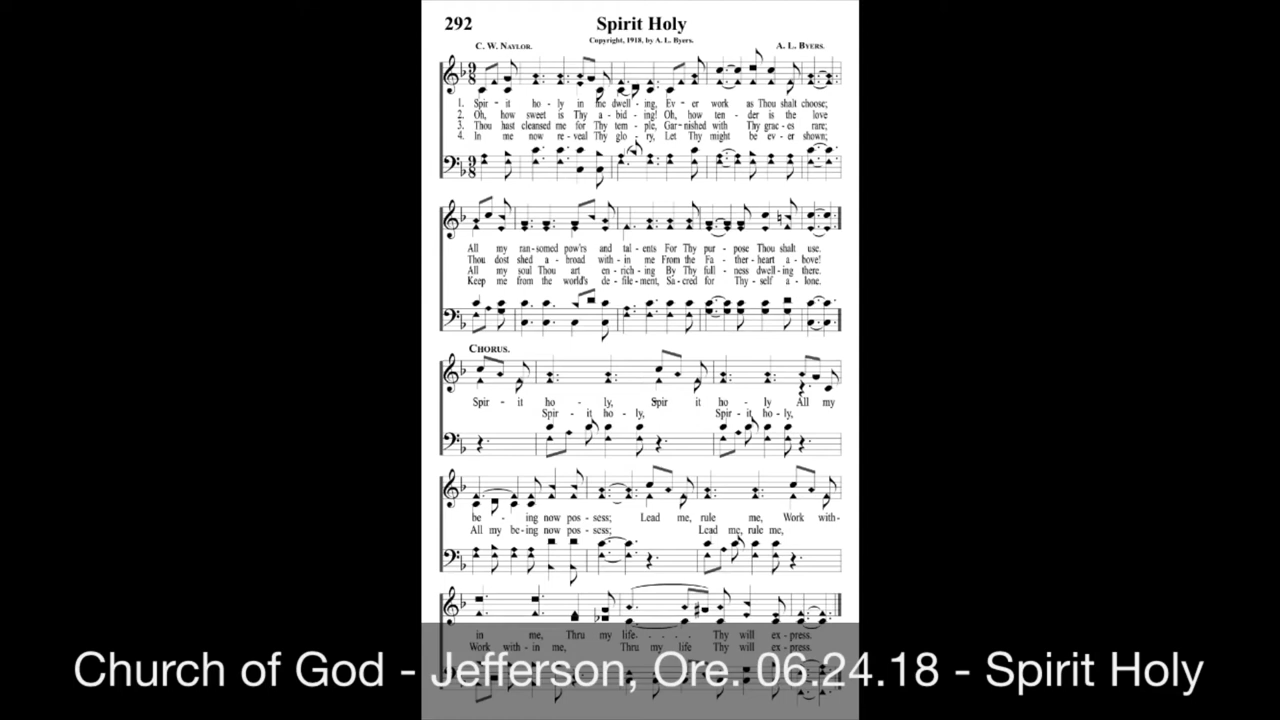 292
Spirit Holy
Copyright, 1918, by A. L. Byers.
C. W. Naylor.
A. L. Byers.
1. Spir - it ho - ly in me dwell - ing, Ev - er work as Thou shalt choose;
2. Oh, how sweet is Thy a - bid - ing! Oh, how ten - der is the love
3. Thou hast cleansed me for Thy tem - ple, Gar - nished with Thy grac - es rare;
4. In me now re - veal Thy glo - ry, Let Thy might be ev - er shown;
All my ran - somed pow'rs and tal - ents For Thy pur - pose Thou shalt use.
Thou dost shed a - broad with - in me From the Fa - ther - heart a - bove!
All my soul Thou art en - rich - ing By Thy full - ness dwell - ing there.
Keep me from the world's de - file - ment, Sa - cred for Thy - self a - lone.
Chorus.
Spir - it ho - ly, Spir it ho - ly All my
Spir - it ho - ly, Spir - it ho - ly,
be - ing now pos - sess; Lead me, rule me, Work with-
All my be - ing now pos - sess; Lead me, rule me,
in me, Thru my life. . . . . Thy will ex - press.
Work with - in me, Thru my life Thy will ex - press.
Church of God - Jefferson, Ore. 06.24.18 - Spirit Holy